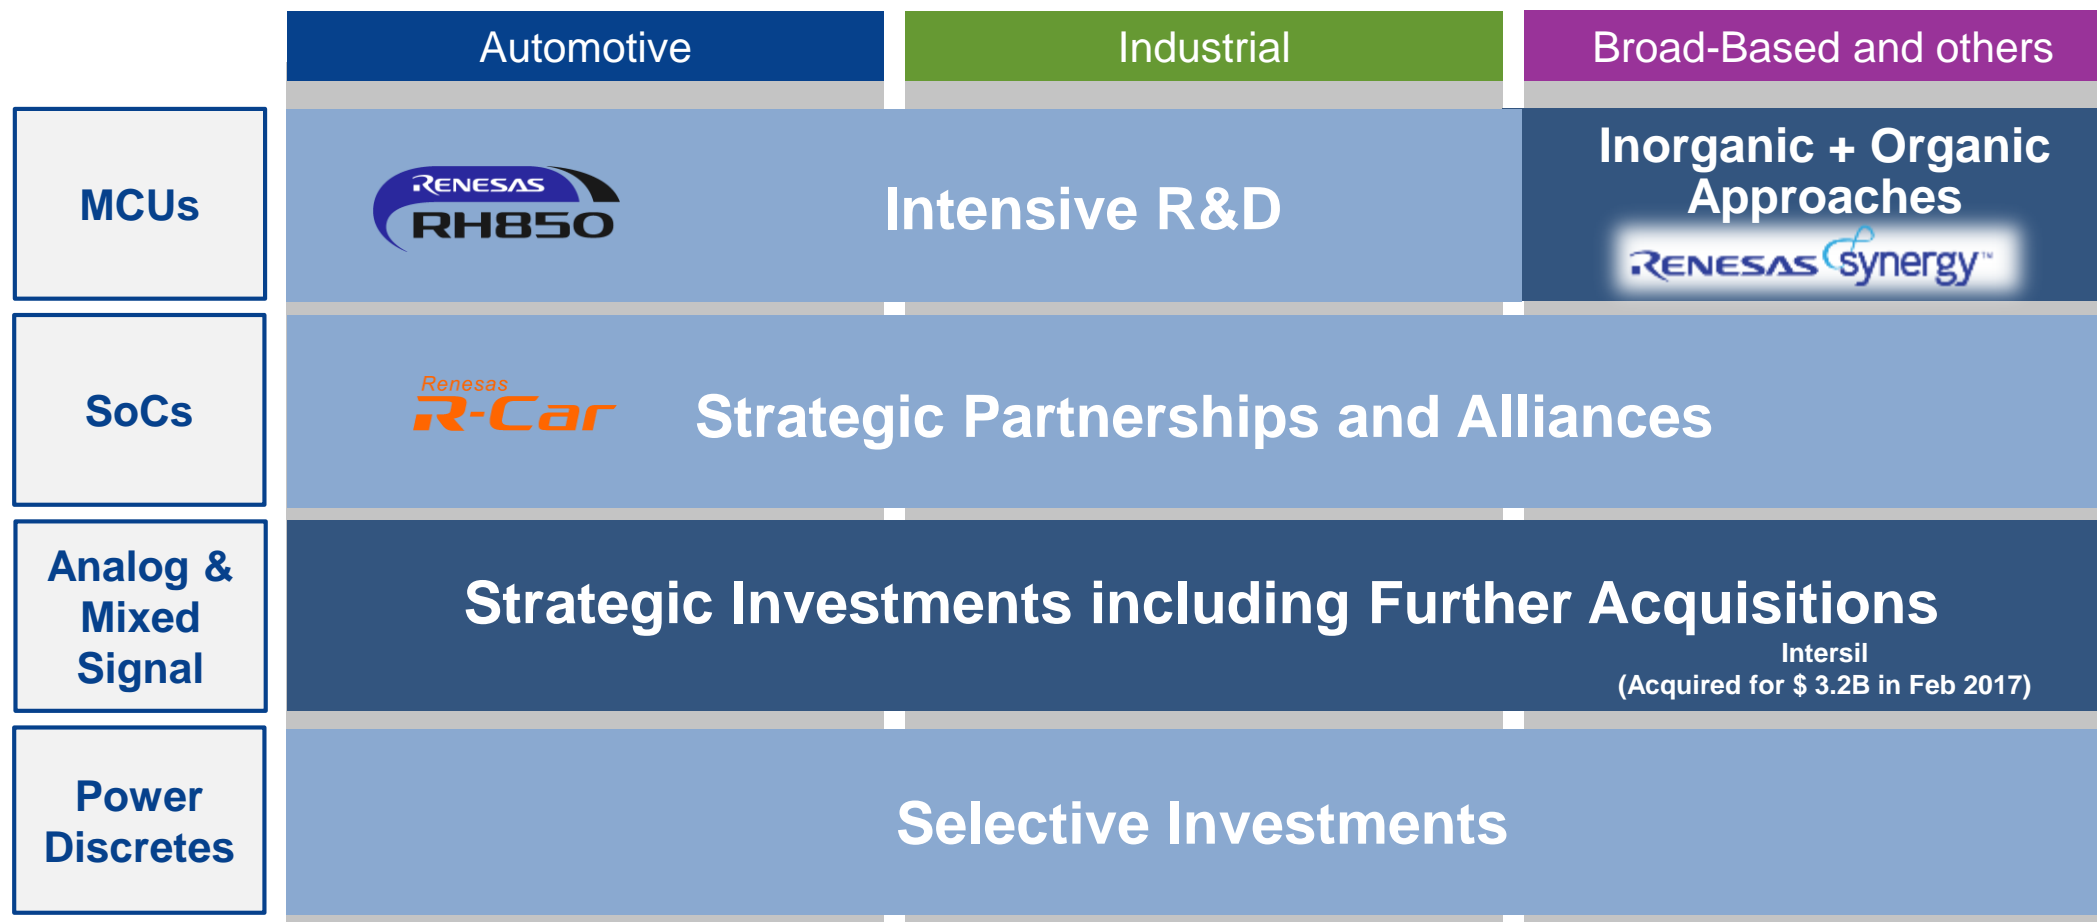 Automotive
Industrial
Broad-Based and others
MCUs
RENESAS
RH850
Intensive R&D
Inorganic + Organic
Approaches
RENESAS synergy™
SoCs
Renesas
R-Car
Strategic Partnerships and Alliances
Analog &
Mixed
Signal
Strategic Investments including Further Acquisitions
Intersil
(Acquired for $ 3.2B in Feb 2017)
Power
Discretes
Selective Investments